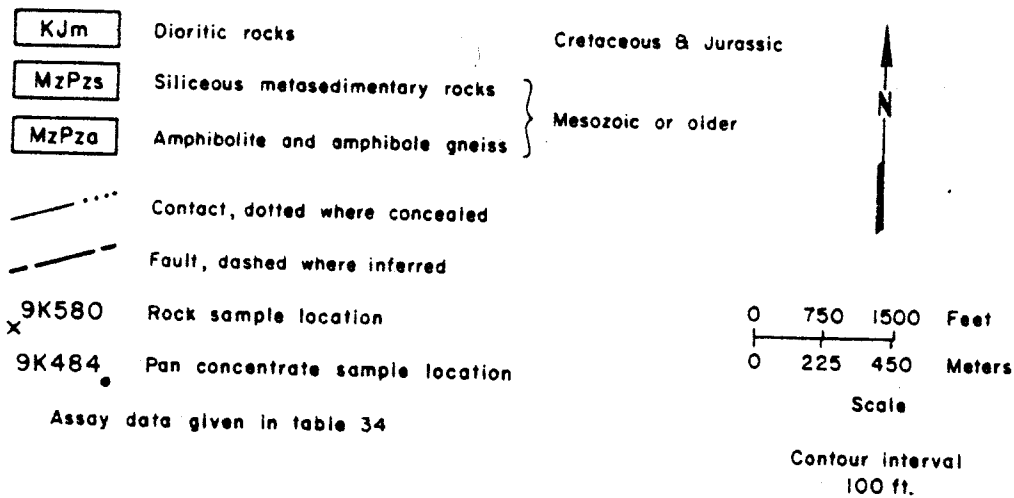 KJm Dioritic rocks Cretaceous & Jurassic
MzPzs Siliceous metasedimentary rocks
MzPza Amphibolite and amphibole gneiss
Mesozoic or older
N
Contact, dotted where concealed
Fault, dashed where inferred
9K580 Rock sample location
9K484 Pan concentrate sample location
Assay data given in table 34
0 750 1500 Feet
0 225 450 Meters
Scale
Contour interval
100 ft.